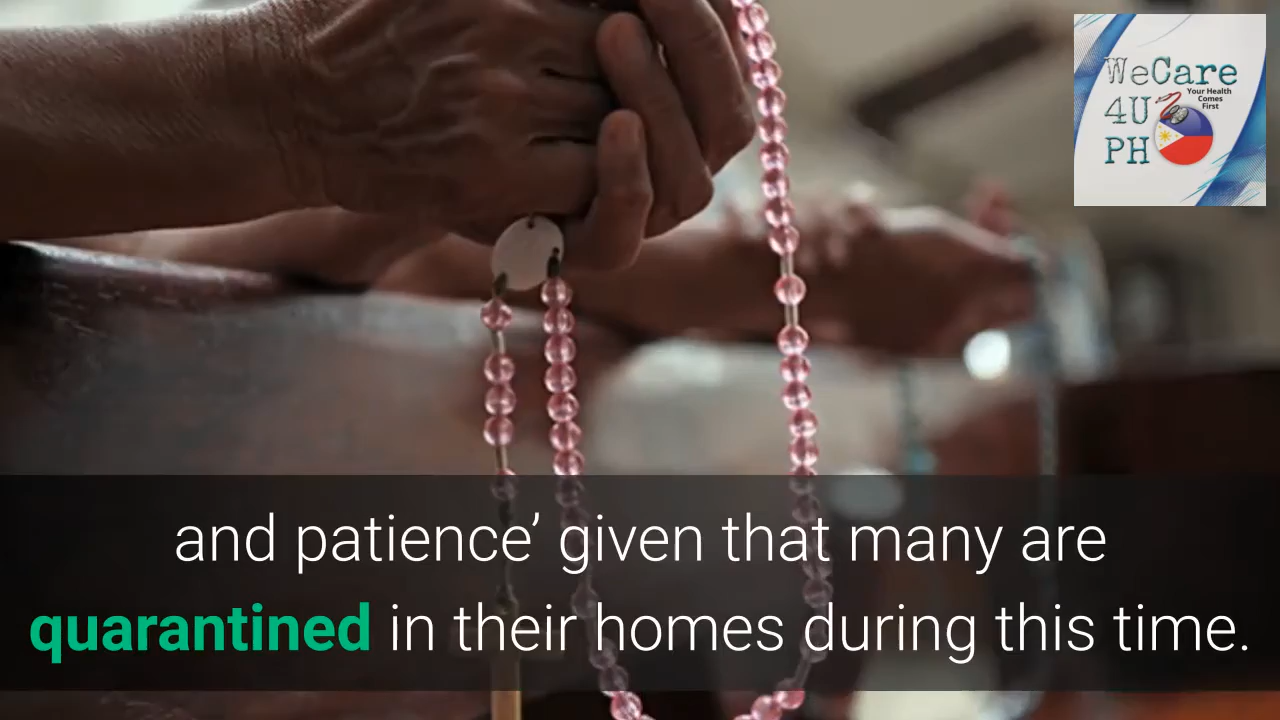 WeCare
4U
PH
Your Health
Comes
First
and patience’ given that many are
quarantined in their homes during this time.